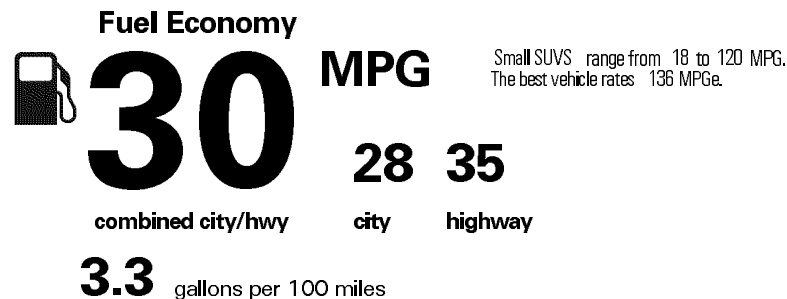 Fuel Economy
30 MPG
Small SUVS range from 18 to 120 MPG.
The best vehicle rates 136 MPGe.
28 35
combined city/hwy city highway
3.3 gallons per 100 miles